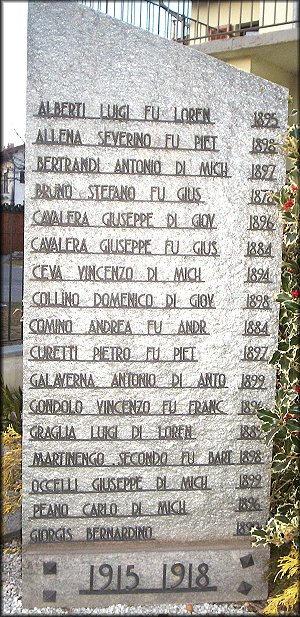 ALBERTI LUIGI FU LOREN 1895
ALLENA SEVERINO FU PIET 1898
BERTRANDI ANTONIO DI MICH 1897
BRUNO STEFANO FU GIUS
CAVALERA GIUSEPPE DI GIOV 1896
CAVALERA GIUSEPPE FU GIUS 1884
CEVA VINCENZO DI MICH 1894
COLLINO DOMENICO DI GIOV 1898
COMINO ANDREA FU ANDR 1884
CURETTI PIETRO FU PIET 1897
GALAVERNA ANTONIO DI ANTO 1899
GONDOLO VINCENZO FU FRANC
GRAGLIA LUIGI DI LOREN
MARTINENGO SECONDO FU BART 1898
OCCELLI GIUSEPPE DI MICH 1899
PEANO CARLO DI MICH 1896
GIORGIS BERNARDINO
1915 1918